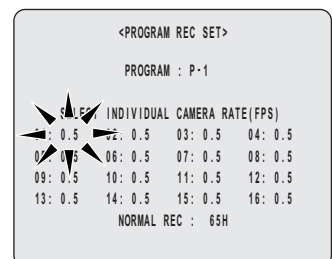 <PROGRAM REC SET>
PROGRAM : P-1
INDIVIDUAL CAMERA RATE(FPS)
: 0.5 02: 0.5 03: 0.5 04: 0.5
0.5 06: 0.5 07: 0.5 08: 0.5
09: 0.5 10: 0.5 11: 0.5 12: 0.5
13: 0.5 14: 0.5 15: 0.5 16: 0.5
NORMAL REC : 65H